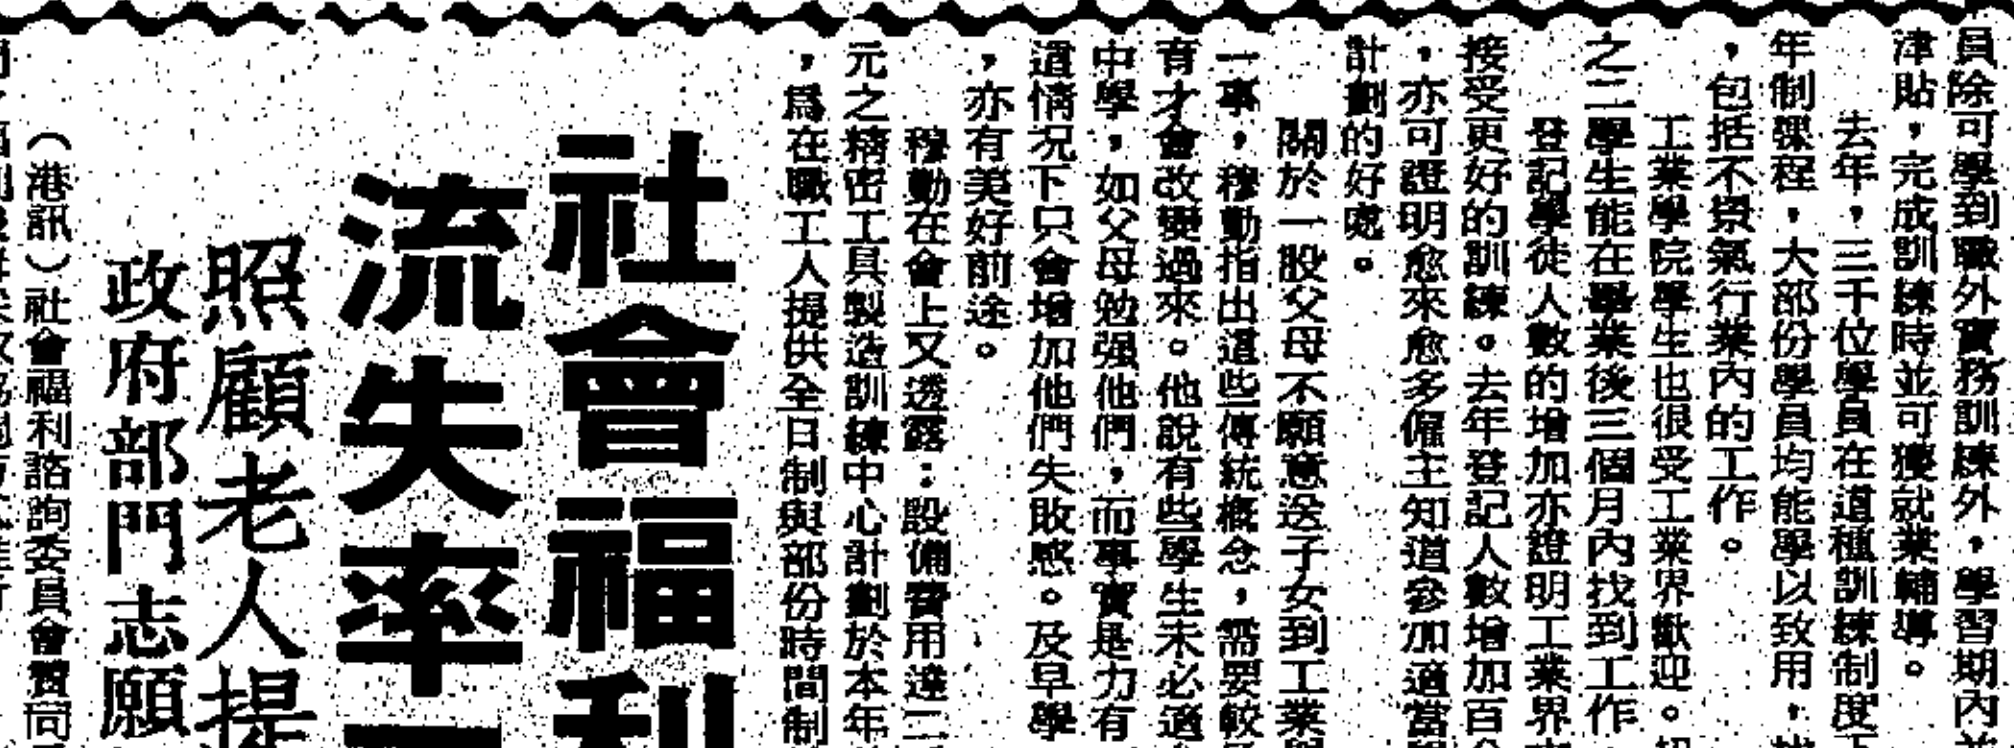 員除可學到職外實務訓練外，學習期內並
津貼，完成訓練時並可獲就業輔導。
去年，三千位學員在這種訓練制度下
年制課程，大部份學員均能學以致用，
，包括不景氣行業內的工作。
工業學院學生也很受工業界歡迎。
之二學生能在畢業後三個月內找到工作
登記學徒人數的增加亦證明工業界
接受更好的訓練。去年登記人數增加百
，亦可證明愈來愈多僱主知道參加適當
計劃的好處。
關於一般父母不願意送子女到工業
一事，穆勤指出這些傳統概念，需要較
育才會改變過來。他說有些學生未必適
中學，如父母勉强他們，而事實是力有
這情況下只會增加他們失敗感。及早學
，亦有美好前途。
穆勤在會上又透露：設備費用達二
元之精密工具製造訓練中心計劃於本年
，爲在職工人提供全日制與部份時間制
社會福利
流失率
照顧老人提
政府部門志願
（港訊）社會福利諮詢委員會贊同